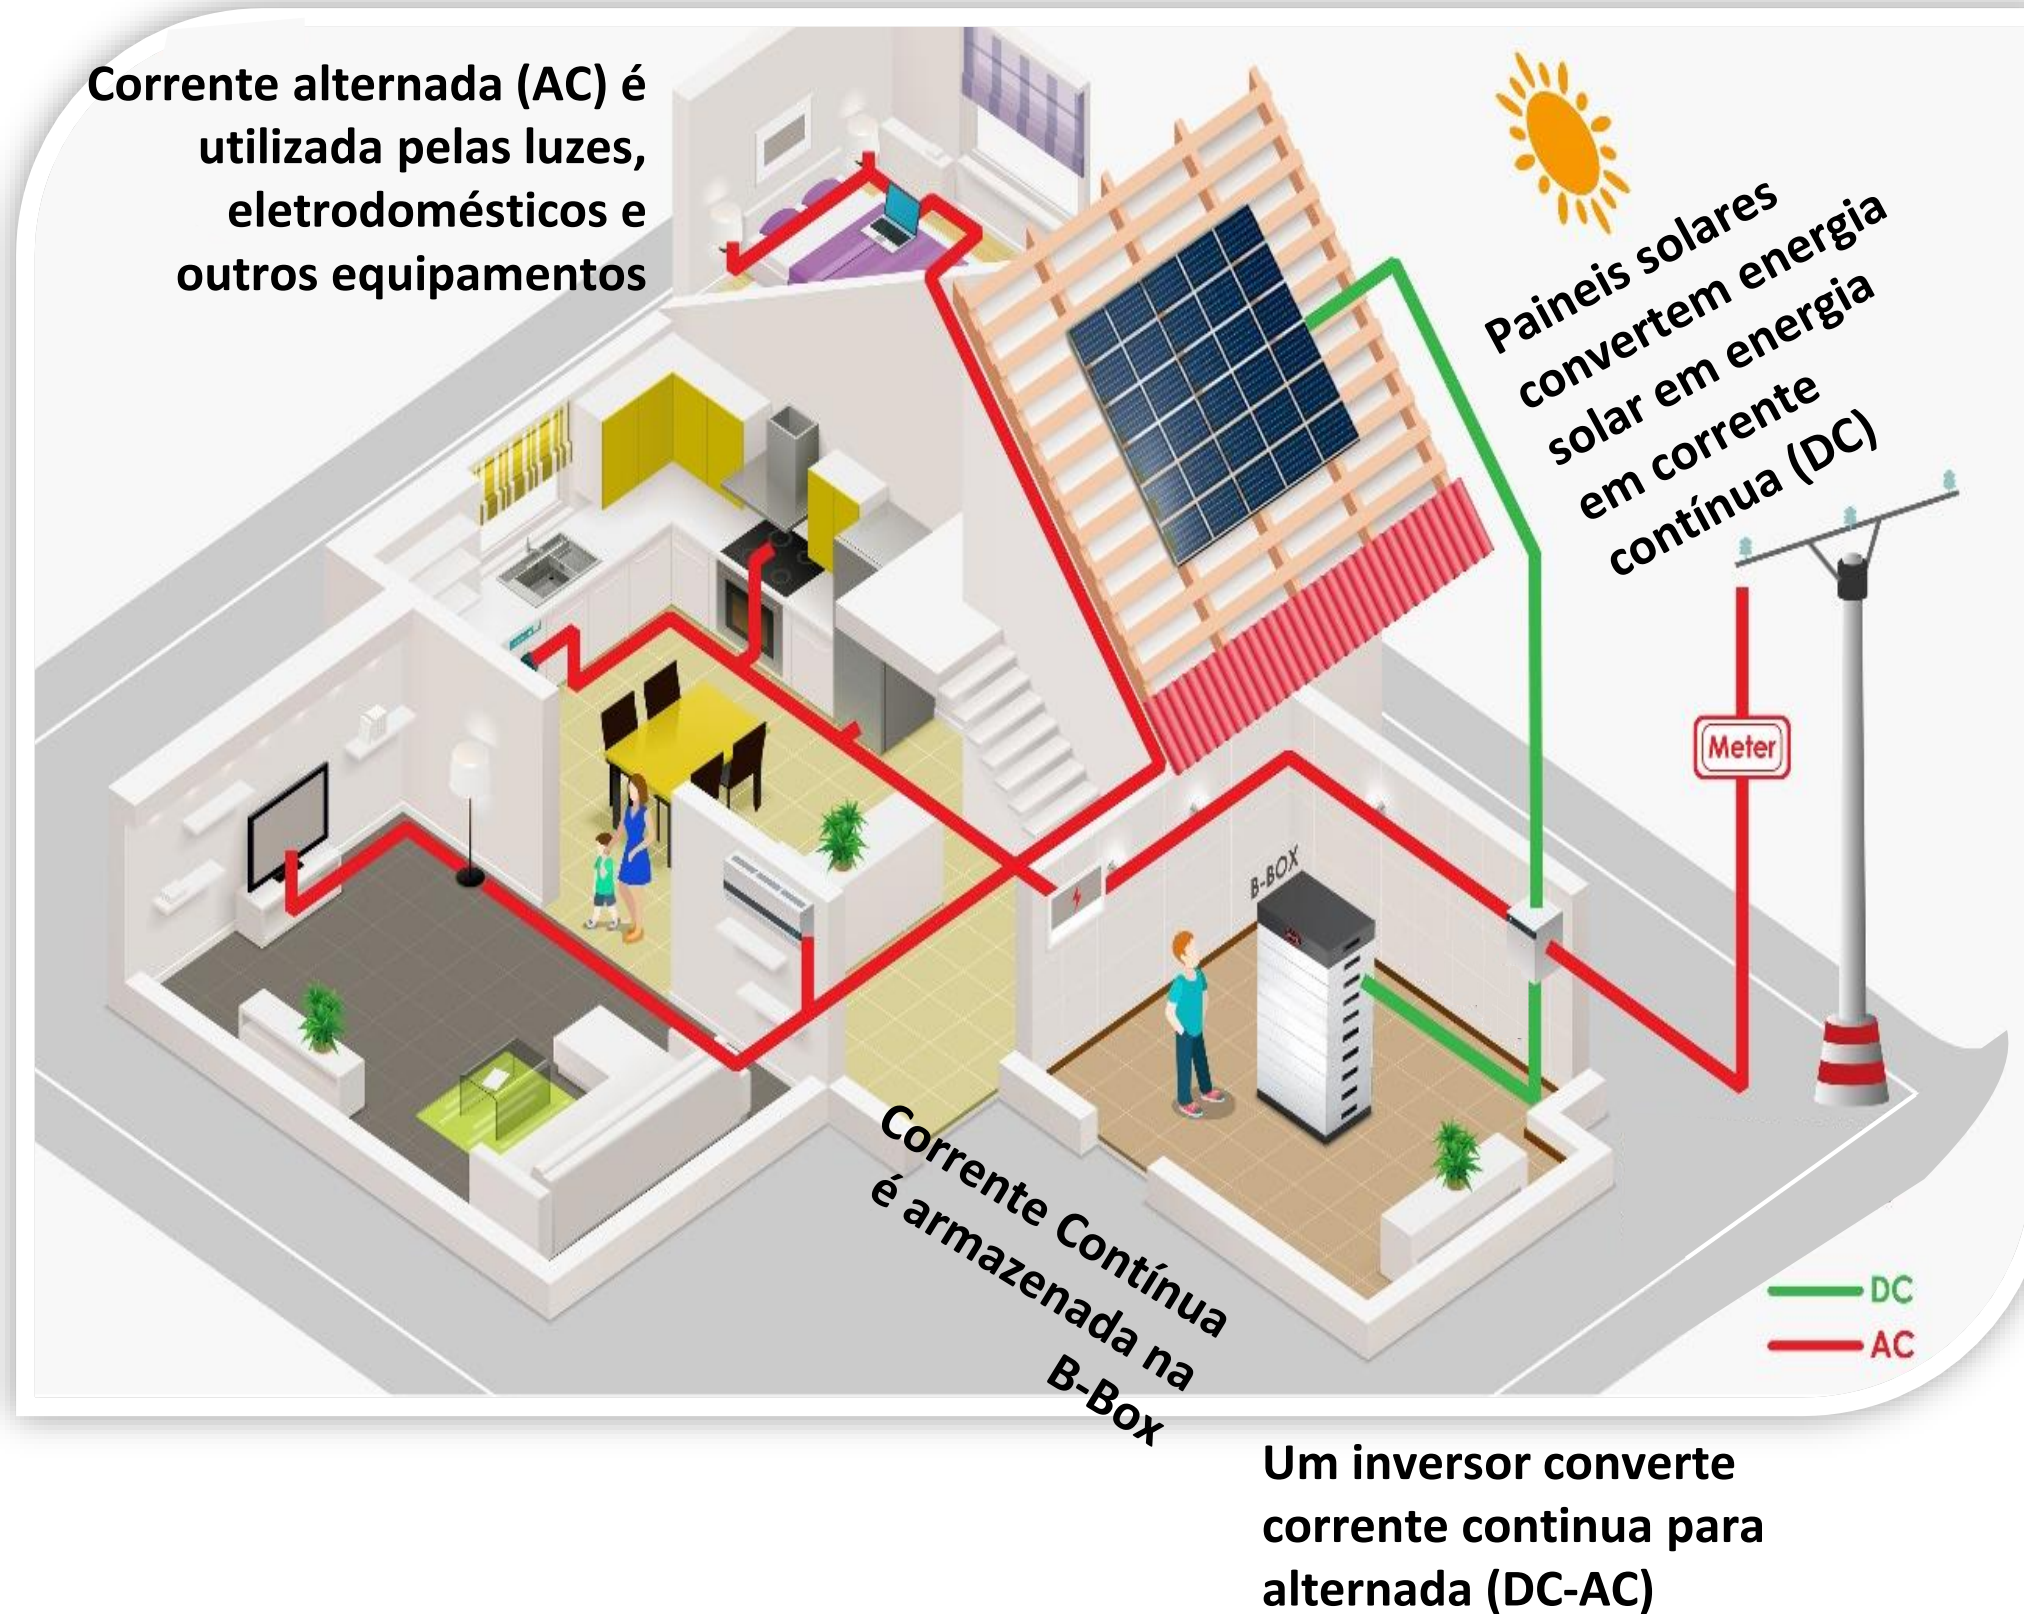 Corrente alternada (AC) é
utilizada pelas luzes,
eletrodomésticos e
outros equipamentos
Paineis solares
convertem energia
solar em energia
em corrente
contínua (DC)
Meter
B-BOX
Corrente Contínua
é armazenada na
B-Box
DC
AC
Um inversor converte
corrente continua para
alternada (DC-AC)